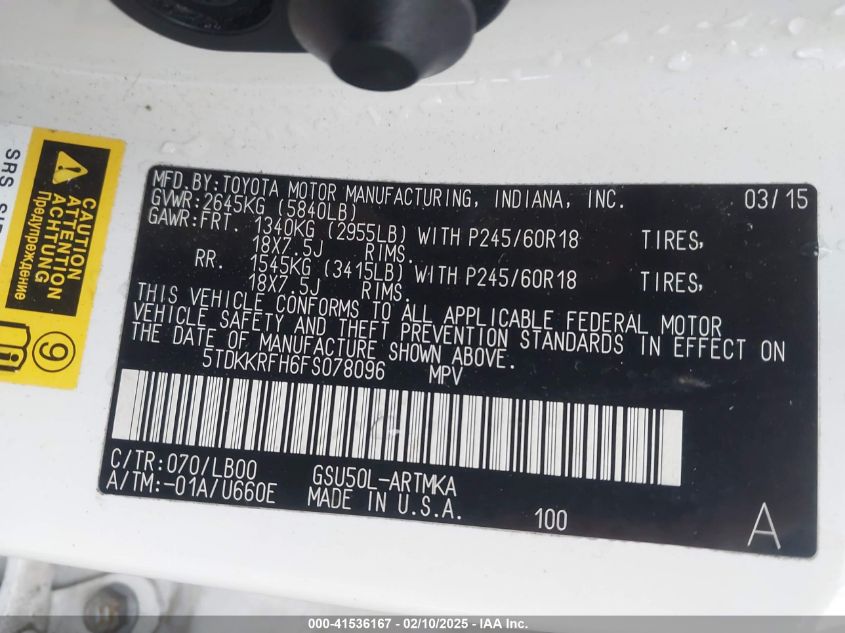 MFD. BY: TOYOTA MOTOR MANUFACTURING, INDIANA, INC. 03/15
GVWR: 2645KG (5840LB)
GAWR: FRT. 1340KG (2955LB) WITH P245/60R18 TIRES,
18X7.5J RIMS.
RR. 1545KG (3415LB) WITH P245/60R18 TIRES,
18X7.5J RIMS.
THIS VEHICLE CONFORMS TO ALL APPLICABLE FEDERAL MOTOR
VEHICLE SAFETY AND THEFT PREVENTION STANDARDS IN EFFECT ON
THE DATE OF MANUFACTURE SHOWN ABOVE.
5TDKKRFH6FS078096 MPV
C/TR: 070/LB00 GSU50L-ARTMKA
A/TM: -01A/U660E MADE IN U.S.A.
100
A
SRS
CAUTION
ATTENTION
ACHTUNG
Предупреждение
9
000-41536167 - 02/10/2025 - IAA Inc.